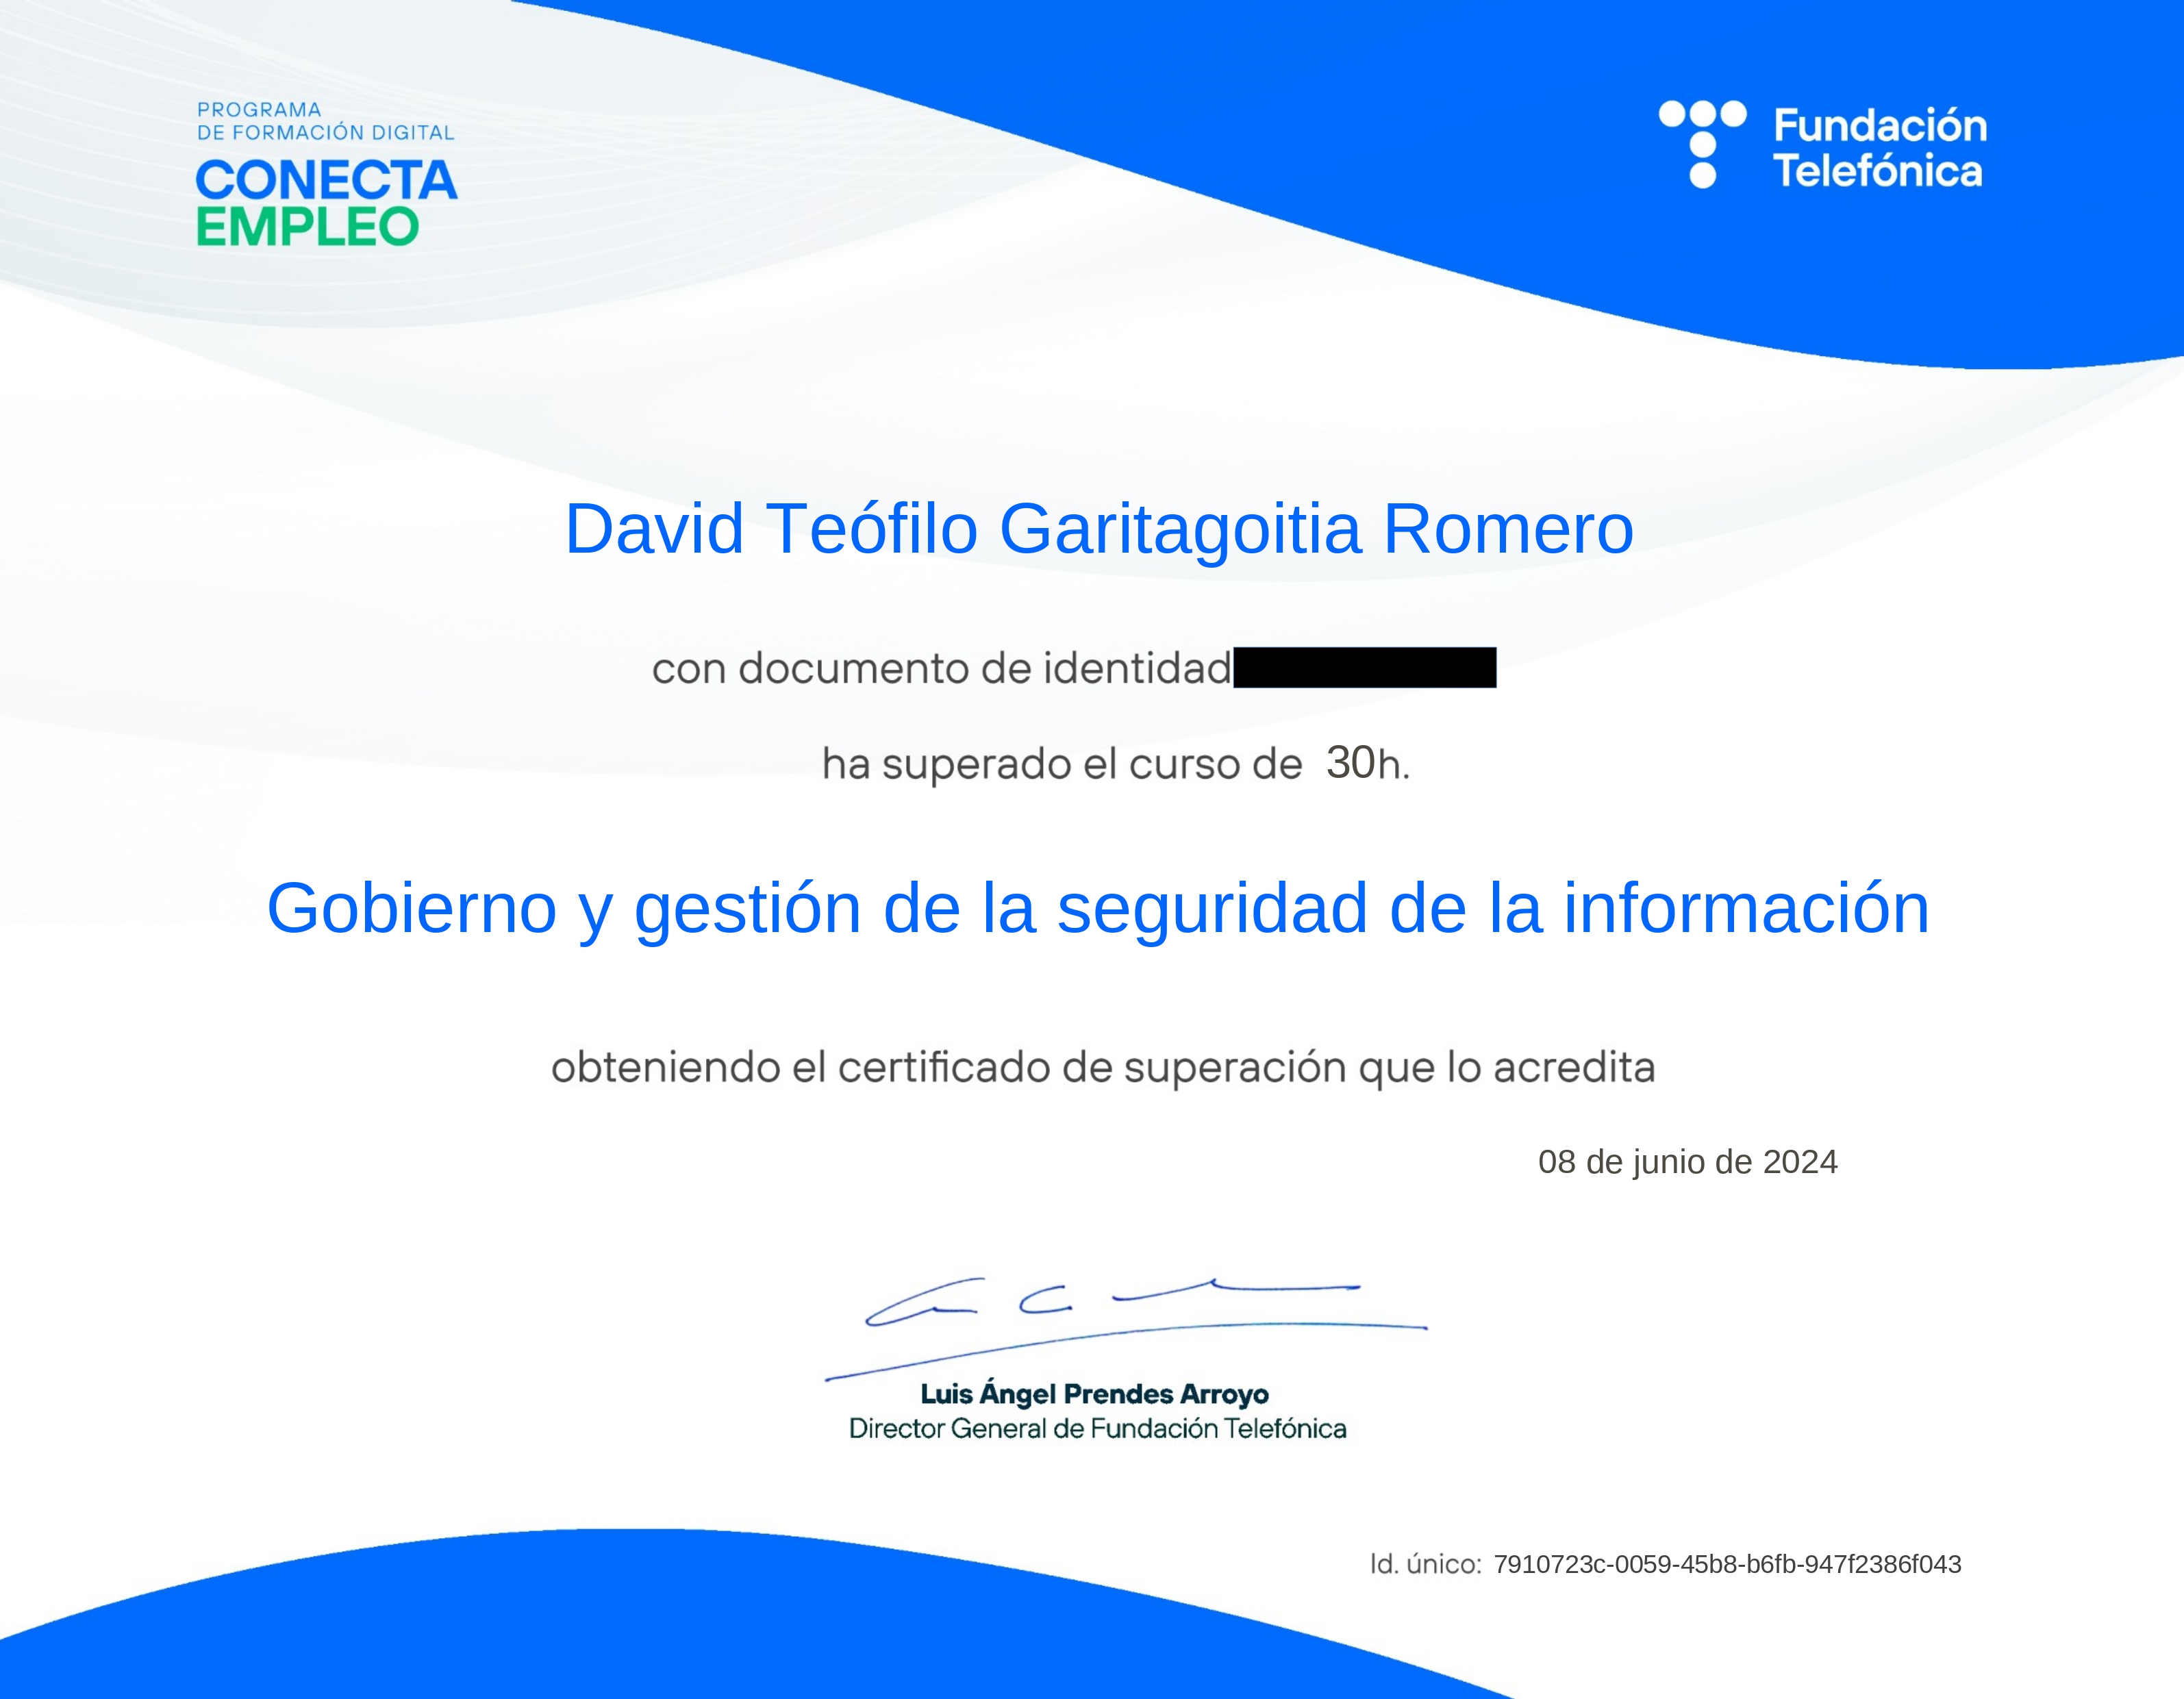 PROGRAMA
DE FORMACIÓN DIGITAL
CONECTA
EMPLEO
Fundación
Telefónica
David Teófilo Garitagoitia Romero
con documento de identidad
ha superado el curso de 30h.
Gobierno y gestión de la seguridad de la información
obteniendo el certificado de superación que lo acredita
08 de junio de 2024
Luis Ángel Prendes Arroyo
Director General de Fundación Telefónica
Id. único: 7910723c-0059-45b8-b6fb-947f2386f043